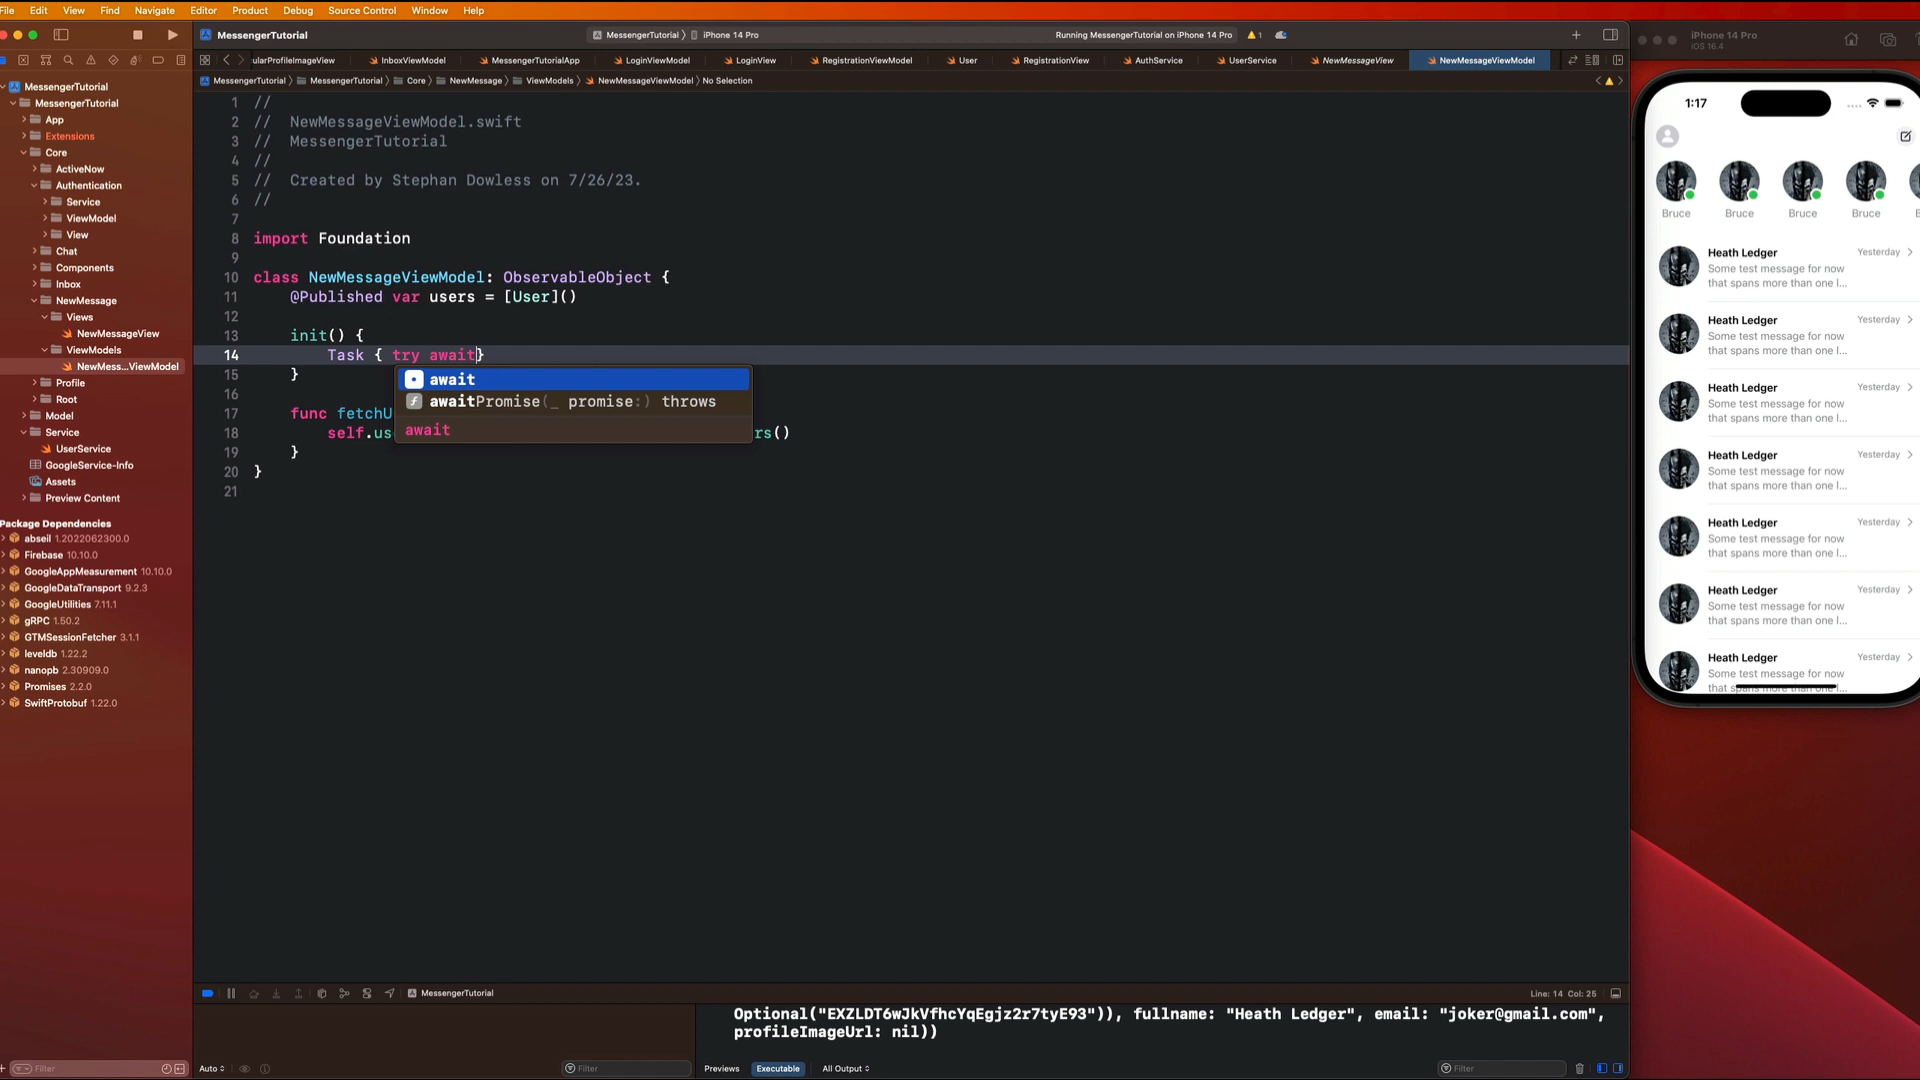 File Edit View Find Navigate Editor Product Debug Source Control Window Help
MessengerTutorial
MessengerTutorial iPhone 14 Pro
Running MessengerTutorial on iPhone 14 Pro
1
ularProfileImageView InboxViewModel MessengerTutorialApp LoginViewModel LoginView RegistrationViewModel User RegistrationView AuthService UserService NewMessageView NewMessageViewModel
MessengerTutorial MessengerTutorial Core NewMessage ViewModels NewMessageViewModel No Selection
MessengerTutorial
MessengerTutorial
App
Extensions
Core
ActiveNow
Authentication
Service
ViewModel
View
Chat
Components
Inbox
NewMessage
Views
NewMessageView
ViewModels
NewMess...ViewModel
Profile
Root
Model
Service
UserService
GoogleService-Info
Assets
Preview Content
Package Dependencies
abseil 1.2022062300.0
Firebase 10.10.0
GoogleAppMeasurement 10.10.0
GoogleDataTransport 9.2.3
GoogleUtilities 7.11.1
gRPC 1.50.2
GTMSessionFetcher 3.1.1
leveldb 1.22.2
nanopb 2.30909.0
Promises 2.2.0
SwiftProtobuf 1.22.0
Filter
1 //
2 // NewMessageViewModel.swift
3 // MessengerTutorial
4 //
5 // Created by Stephan Dowless on 7/26/23.
6 //
7
8 import Foundation
9
10 class NewMessageViewModel: ObservableObject {
11 @Published var users = [User]()
12
13 init() {
14 Task { try await}
15 }
16
17 func fetchU
18 self.us rs()
19 }
20 }
21
await
awaitPromise(_ promise:) throws
await
MessengerTutorial
Line: 14 Col: 25
Optional("EXZLDT6wJkVfhcYqEgjz2r7tyE93")), fullname: "Heath Ledger", email: "joker@gmail.com",
profileImageUrl: nil))
Auto
Filter
Previews Executable All Output
Filter
iPhone 14 Pro
iOS 16.4
1:17
Bruce Bruce Bruce Bruce
Heath Ledger Yesterday
Some test message for now
that spans more than one l...
Heath Ledger Yesterday
Some test message for now
that spans more than one l...
Heath Ledger Yesterday
Some test message for now
that spans more than one l...
Heath Ledger Yesterday
Some test message for now
that spans more than one l...
Heath Ledger Yesterday
Some test message for now
that spans more than one l...
Heath Ledger Yesterday
Some test message for now
that spans more than one l...
Heath Ledger Yesterday
Some test message for now
that spans more than one l...